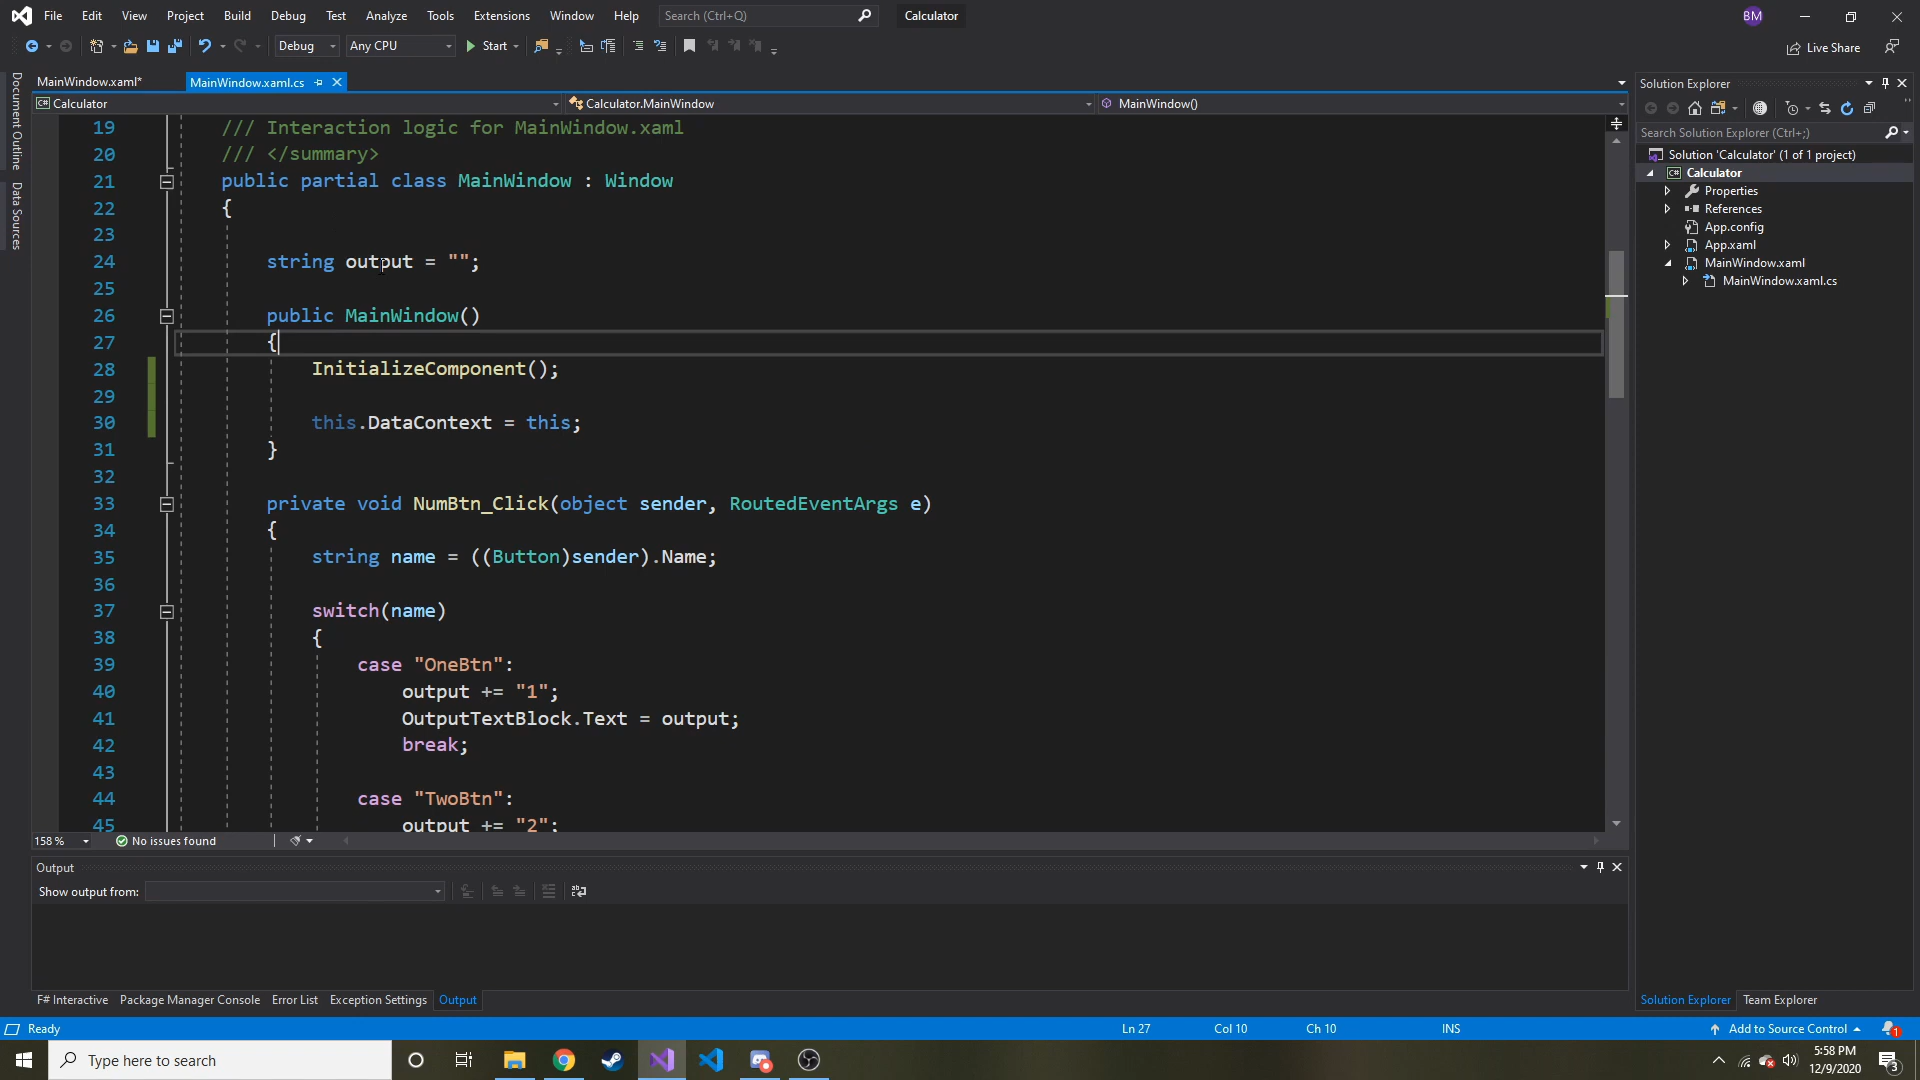 File Edit View Project Build Debug Test Analyze Tools Extensions Window Help Search (Ctrl+Q) Calculator BM
Debug Any CPU Start Live Share
MainWindow.xaml* MainWindow.xaml.cs
C# Calculator Calculator.MainWindow MainWindow()
Document Outline
Data Sources
19 /// Interaction logic for MainWindow.xaml
20 /// </summary>
21 public partial class MainWindow : Window
22 {
23
24 string output = "";
25
26 public MainWindow()
27 {
28 InitializeComponent();
29
30 this.DataContext = this;
31 }
32
33 private void NumBtn_Click(object sender, RoutedEventArgs e)
34 {
35 string name = ((Button)sender).Name;
36
37 switch(name)
38 {
39 case "OneBtn":
40 output += "1";
41 OutputTextBlock.Text = output;
42 break;
43
44 case "TwoBtn":
45 output += "2";
158 % No issues found
Output
Show output from:
F# Interactive Package Manager Console Error List Exception Settings Output
Solution Explorer
Search Solution Explorer (Ctrl+;)
Solution 'Calculator' (1 of 1 project)
C# Calculator
Properties
References
App.config
App.xaml
MainWindow.xaml
MainWindow.xaml.cs
Solution Explorer Team Explorer
Ready Ln 27 Col 10 Ch 10 INS Add to Source Control 1
Type here to search
5:58 PM
12/9/2020
3